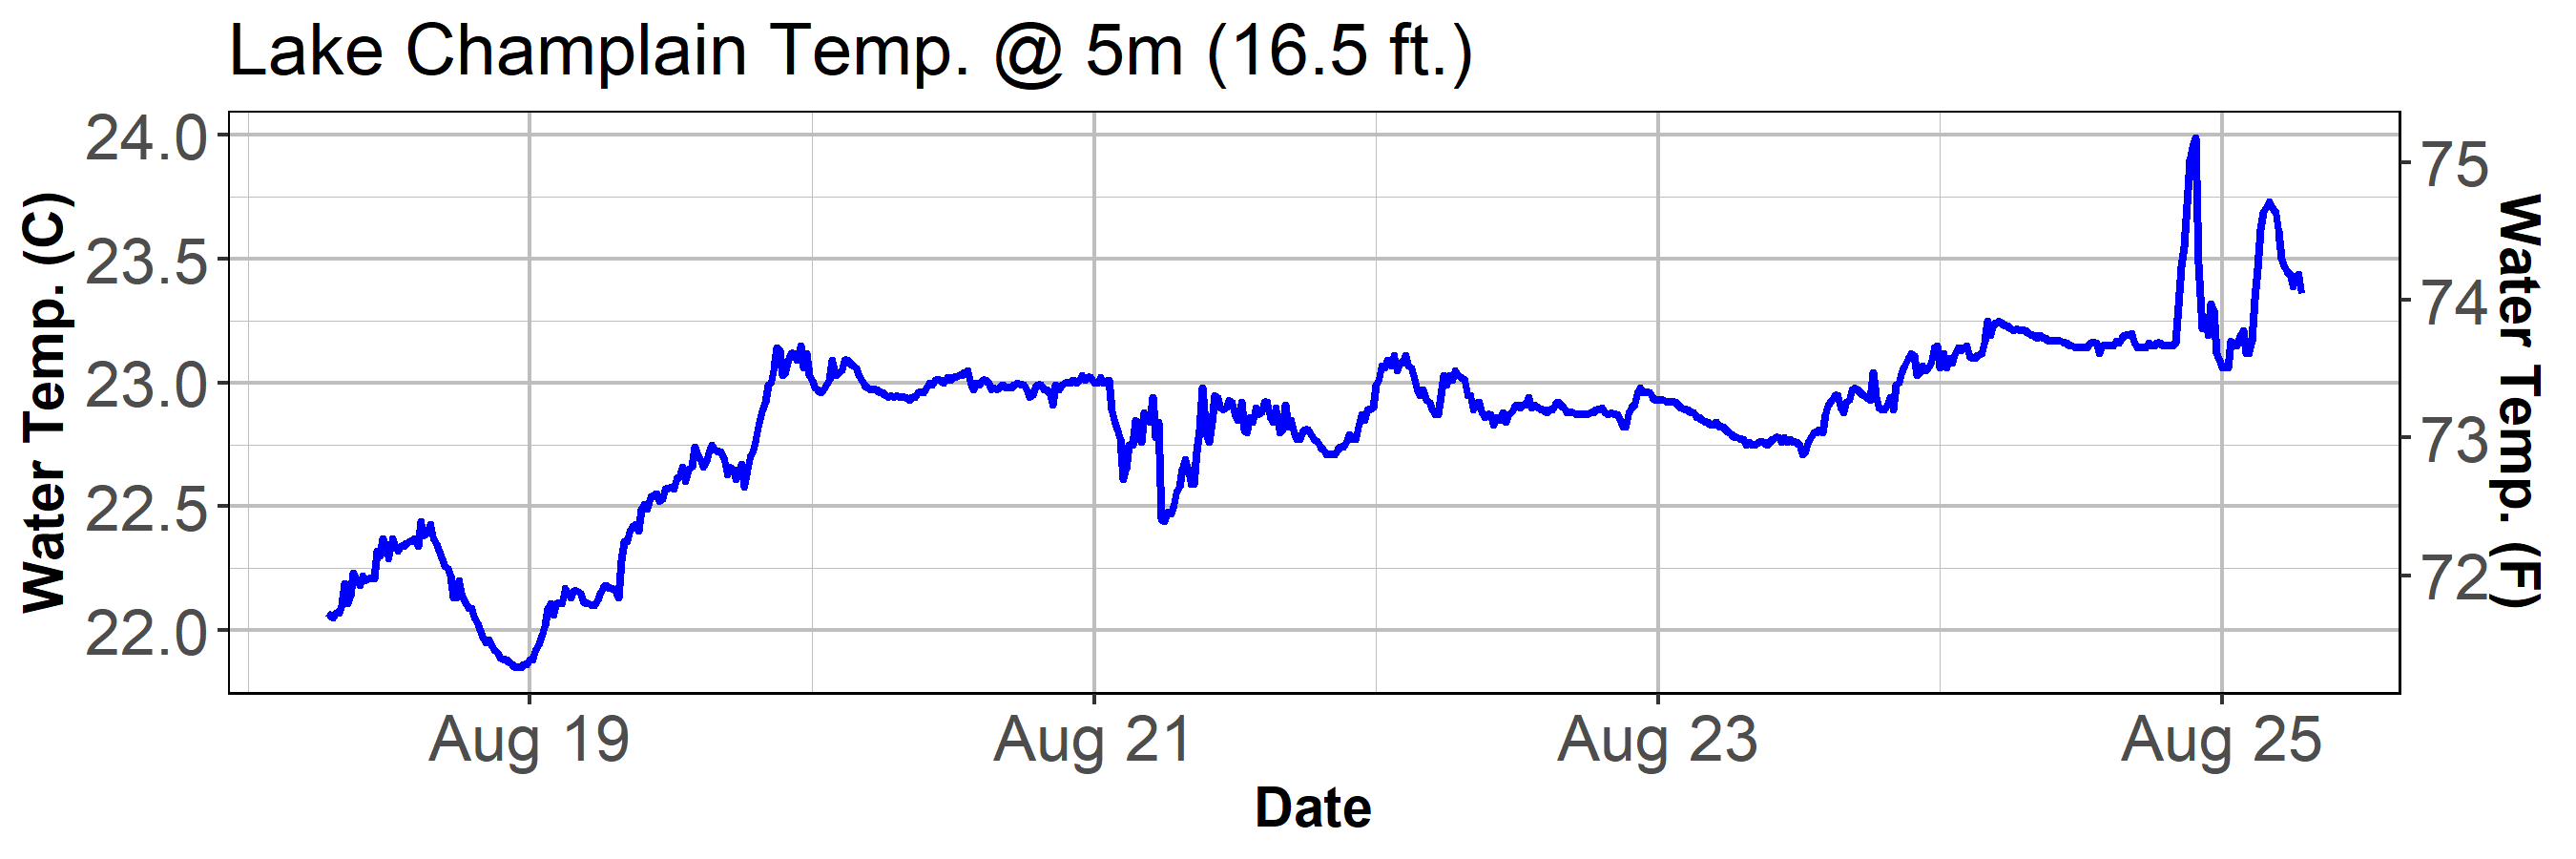 Lake Champlain Temp. @ 5m (16.5 ft.)
Water Temp. (C)
24.0
23.5
23.0
22.5
22.0
75
74
73
72
Water Temp. (F)
Aug 19 Aug 21 Aug 23 Aug 25
Date